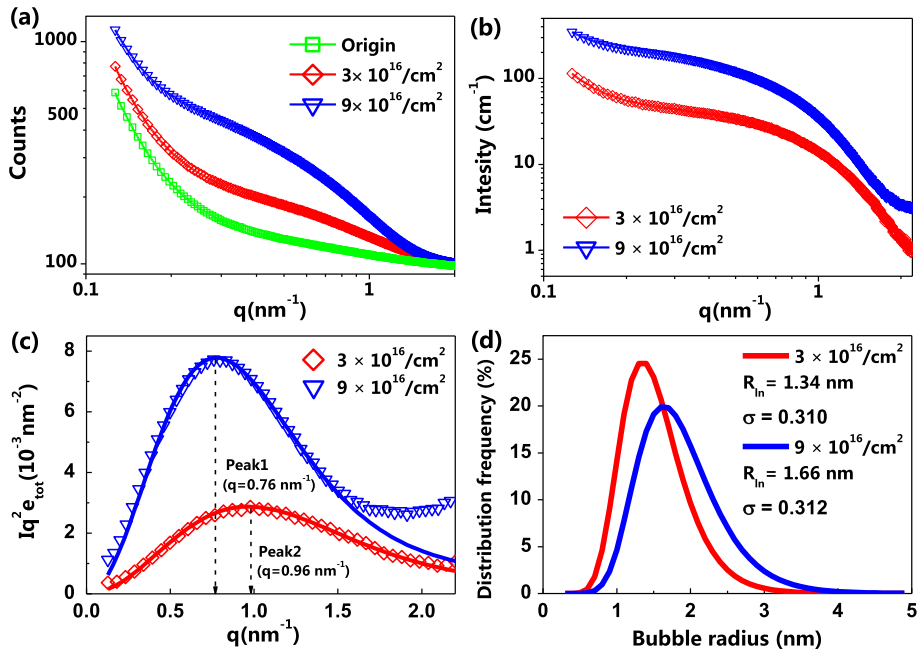 (a)
1000
500
100
Counts
0.1
1
q(nm⁻¹)
Origin
3× 10¹⁶/cm²
9× 10¹⁶/cm²
(b)
100
10
1
Intesity (cm⁻¹)
0.1
1
q(nm⁻¹)
3 × 10¹⁶/cm²
9 × 10¹⁶/cm²
(c)
8
6
4
2
0
Iq² eₜₒₜ(10⁻³nm⁻²)
0.0
0.5
1.0
1.5
2.0
q(nm⁻¹)
3 × 10¹⁶/cm²
9 × 10¹⁶/cm²
Peak1
(q=0.76 nm⁻¹)
Peak2
(q=0.96 nm⁻¹)
(d)
25
20
15
10
5
0
Distribution frequency (%)
0
1
2
3
4
5
Bubble radius (nm)
3 × 10¹⁶/cm²
Rln= 1.34 nm
σ = 0.310
9 × 10¹⁶/cm²
Rln= 1.66 nm
σ = 0.312